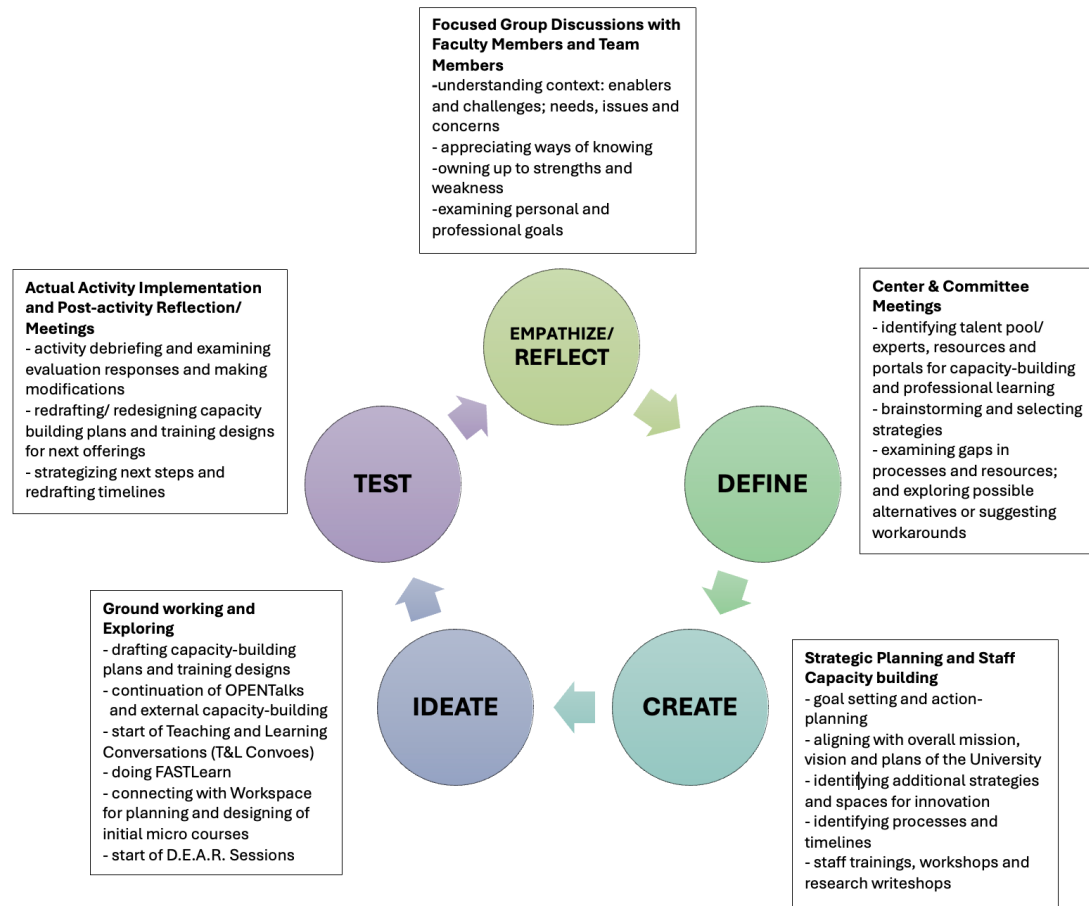 Focused Group Discussions with
Faculty Members and Team
Members
-understanding context: enablers
and challenges; needs, issues and
concerns
- appreciating ways of knowing
-owning up to strengths and
weakness
-examining personal and
professional goals
EMPATHIZE/
REFLECT
Center & Committee
Meetings
- identifying talent pool/
experts, resources and
portals for capacity-building
and professional learning
- brainstorming and selecting
strategies
- examining gaps in
processes and resources;
and exploring possible
alternatives or suggesting
workarounds
DEFINE
Strategic Planning and Staff
Capacity building
- goal setting and action-
planning
- aligning with overall mission,
vision and plans of the University
- identifying additional strategies
and spaces for innovation
- identifying processes and
timelines
- staff trainings, workshops and
research writeshops
CREATE
Ground working and
Exploring
- drafting capacity-building
plans and training designs
- continuation of OPENTalks
and external capacity-building
- start of Teaching and Learning
Conversations (T&L Convoes)
- doing FASTLearn
- connecting with Workspace
for planning and designing of
initial micro courses
- start of D.E.A.R. Sessions
IDEATE
Actual Activity Implementation
and Post-activity Reflection/
Meetings
- activity debriefing and examining
evaluation responses and making
modifications
- redrafting/ redesigning capacity
building plans and training designs
for next offerings
- strategizing next steps and
redrafting timelines
TEST